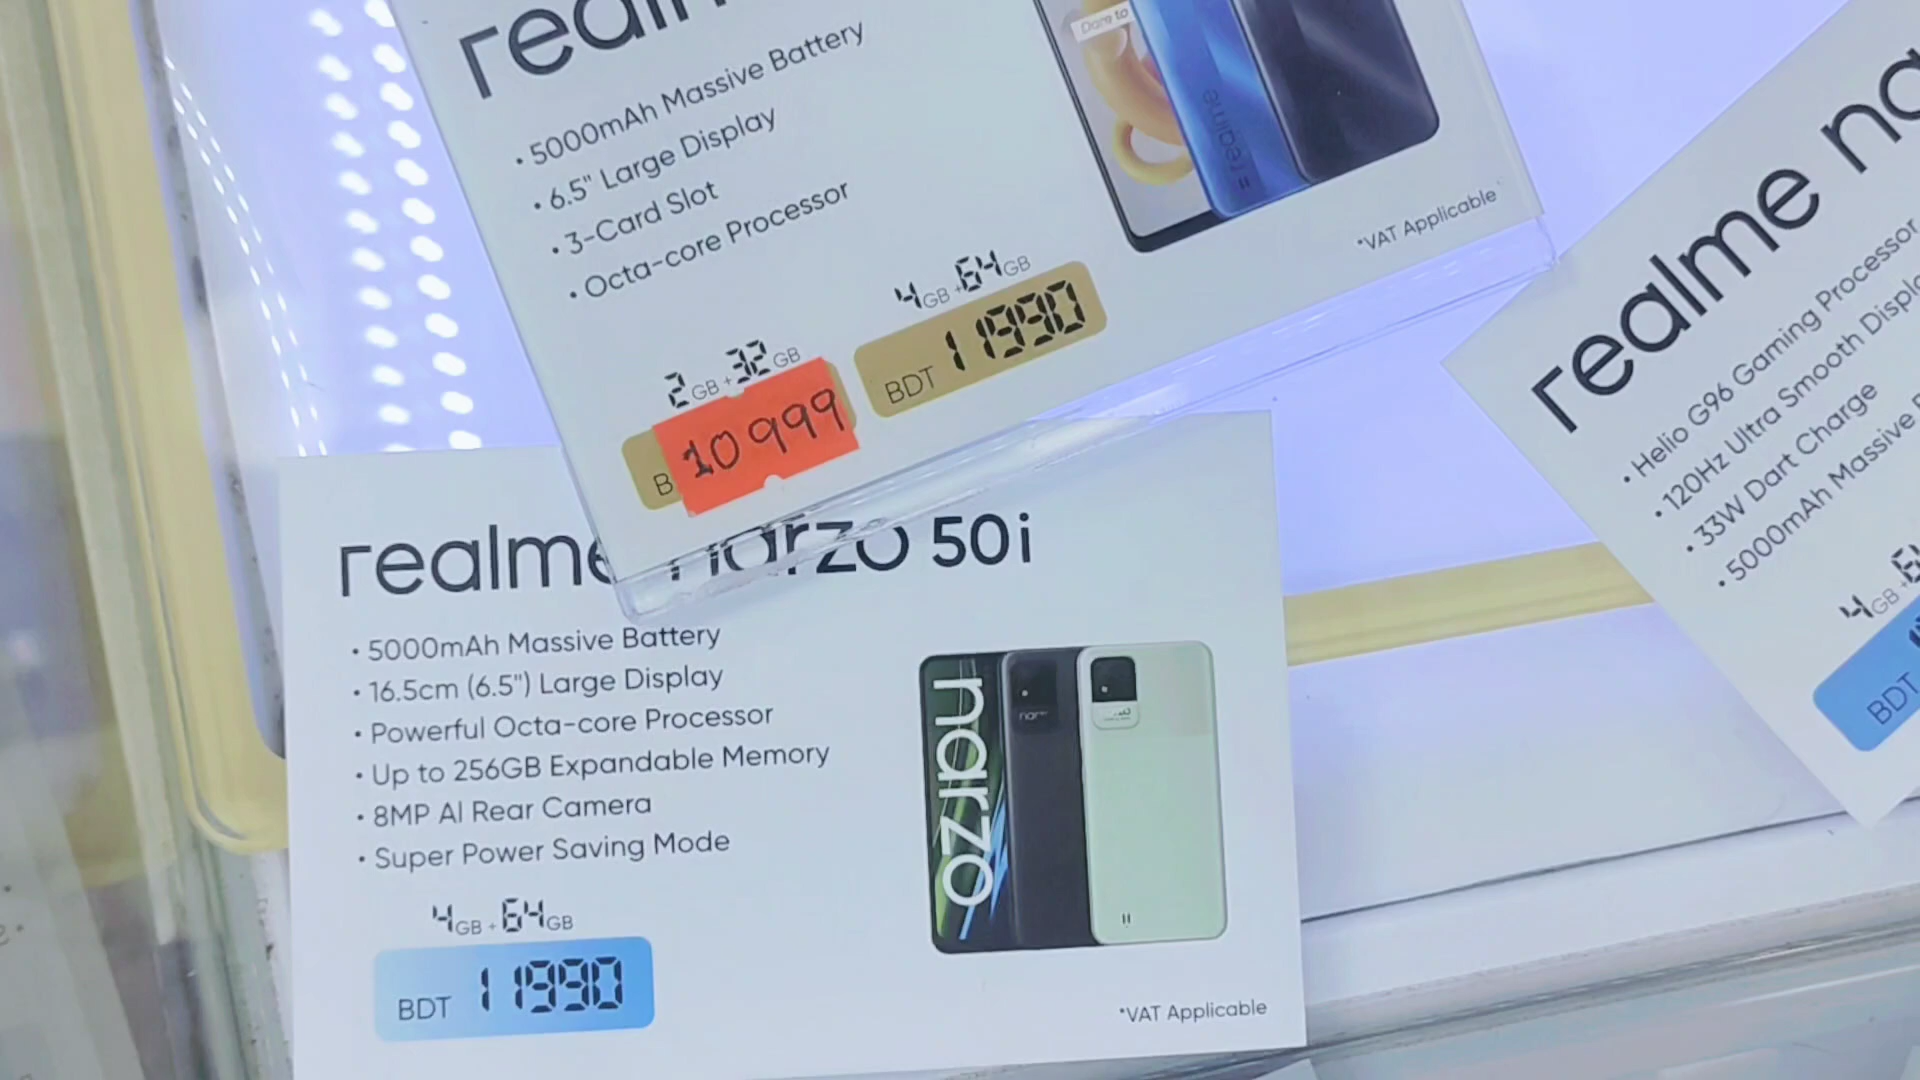 5000mAh Massive Battery
• 6.5" Large Display
• 3-Card Slot
• Octa-core Processor
2GB+32GB
10999
4GB+64GB
BDT 11990
*VAT Applicable
Dare to
realme
realme narzo 50i
• 5000mAh Massive Battery
• 16.5cm (6.5") Large Display
• Powerful Octa-core Processor
• Up to 256GB Expandable Memory
• 8MP AI Rear Camera
• Super Power Saving Mode
4GB+64GB
BDT 11990
narzo
*VAT Applicable
realme
• Helio G96 Gaming Processor
• 120Hz Ultra Smooth
• 33W Dart Charge
• 5000mAh Massive
4GB+
BDT